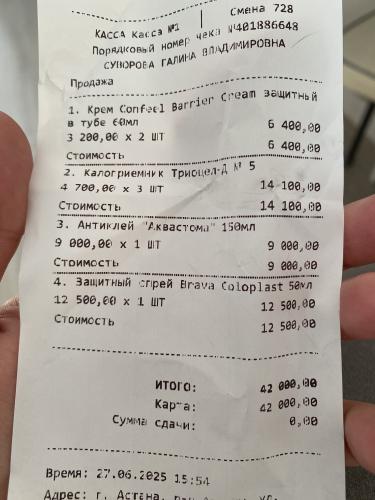 Смена 728
КАССА Касса №1
Порядковый номер чека №401886648
СУВОРОВА ГАЛИНА ВЛАДИМИРОВНА
Продажа
1. Крем Confeel Barrier Cream защитный
в тубе 60мл
3 200,00 x 2 ШТ 6 400,00
Стоимость 6 400,00
2. Калоприемник Триоцел-Д № 5
4 700,00 x 3 ШТ 14 100,00
Стоимость 14 100,00
3. Антиклей "Аквастома" 150мл
9 000,00 x 1 ШТ 9 000,00
Стоимость 9 000,00
4. Защитный спрей Brava Coloplast 50мл
12 500,00 x 1 ШТ 12 500,00
Стоимость 12 500,00
ИТОГО: 42 000,00
Карта: 42 000,00
Сумма сдачи: 0,00
Время: 27.06.2025 15:54
Адрес: г. Астана,